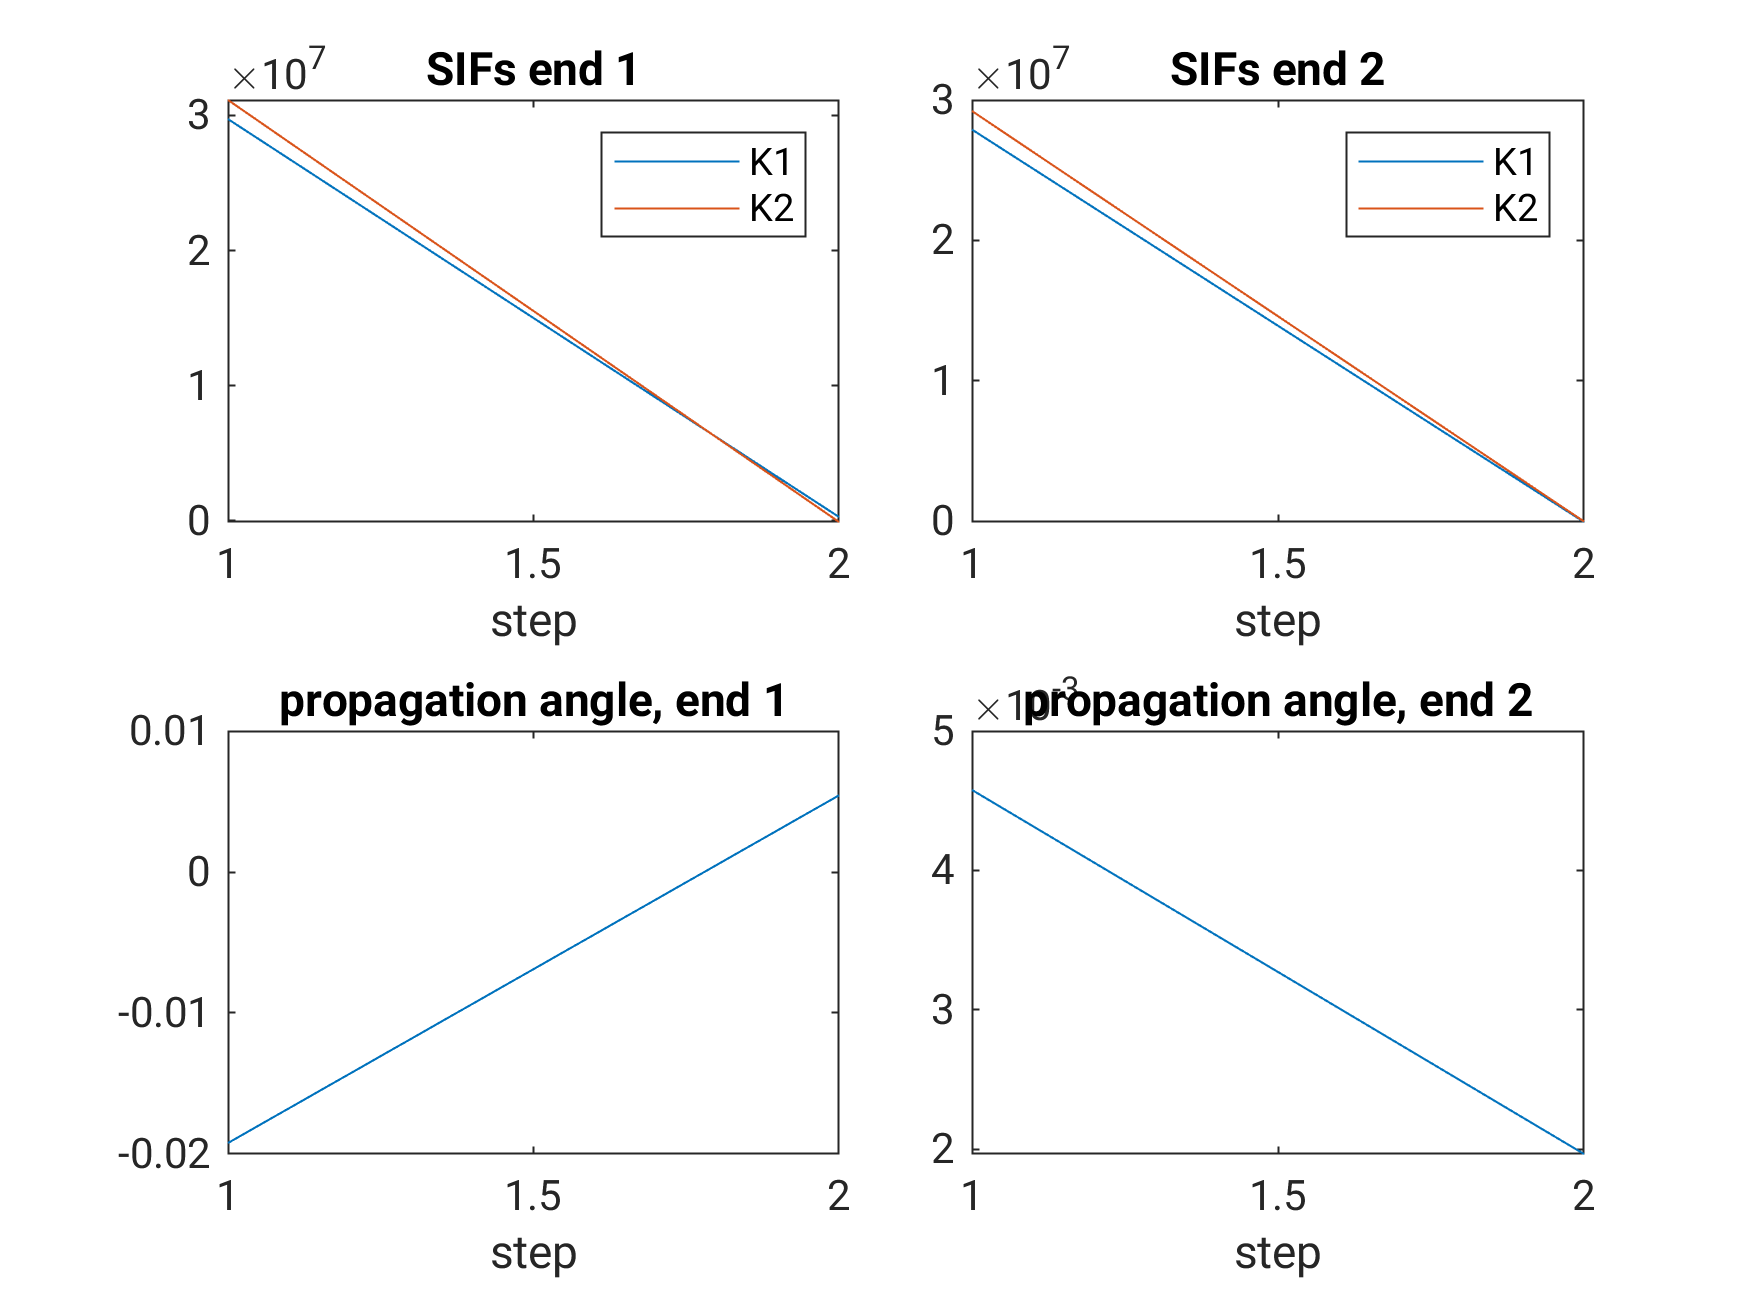 SIFs end 1
×10^7
3
2
1
0
K1
K2
1 1.5 2
step
SIFs end 2
×10^7
3
2
1
0
K1
K2
1 1.5 2
step
propagation angle, end 1
0.01
0
-0.01
-0.02
1 1.5 2
step
propagation angle, end 2
×10^-3
5
4
3
2
1 1.5 2
step